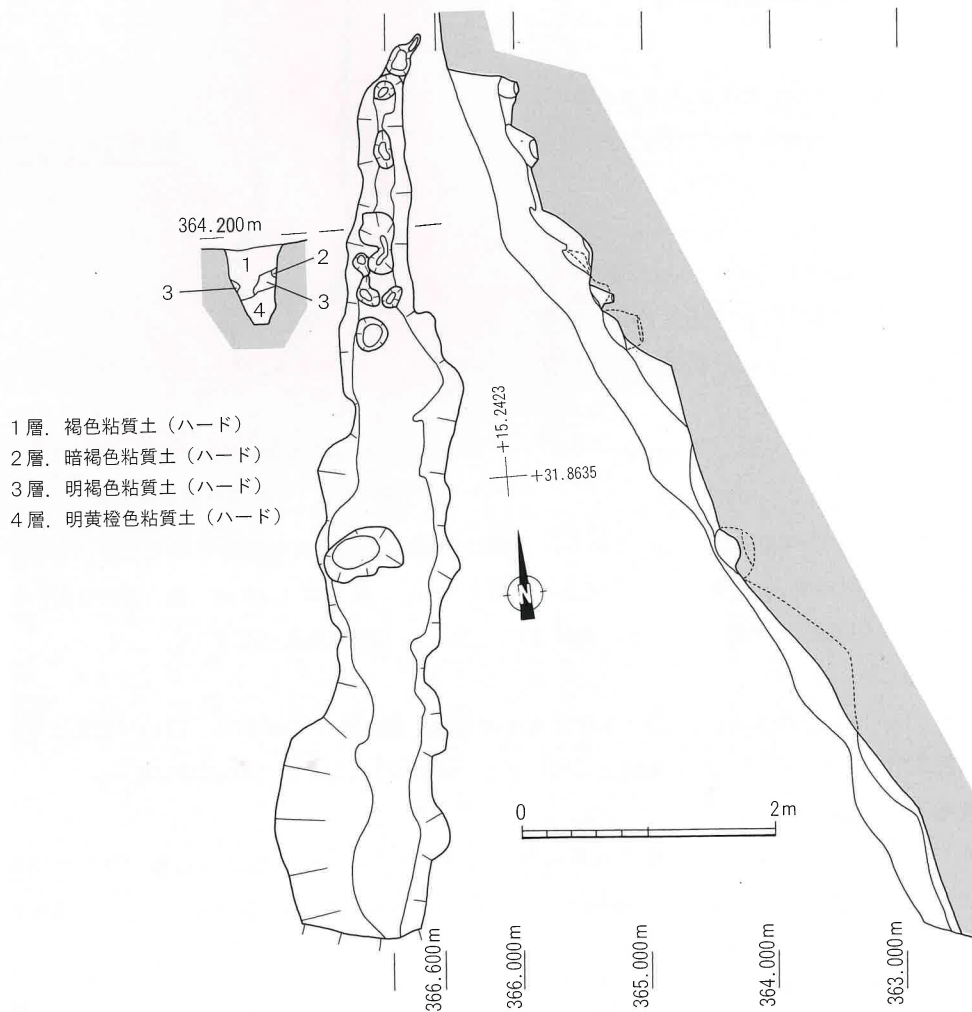 364.200m
1
2
3
3
4
1層．褐色粘質土（ハード）
2層．暗褐色粘質土（ハード）
3層．明褐色粘質土（ハード）
4層．明黄橙色粘質土（ハード）
+15.2423
+31.8635
N
0 2m
366.600m
366.000m
365.000m
364.000m
363.000m